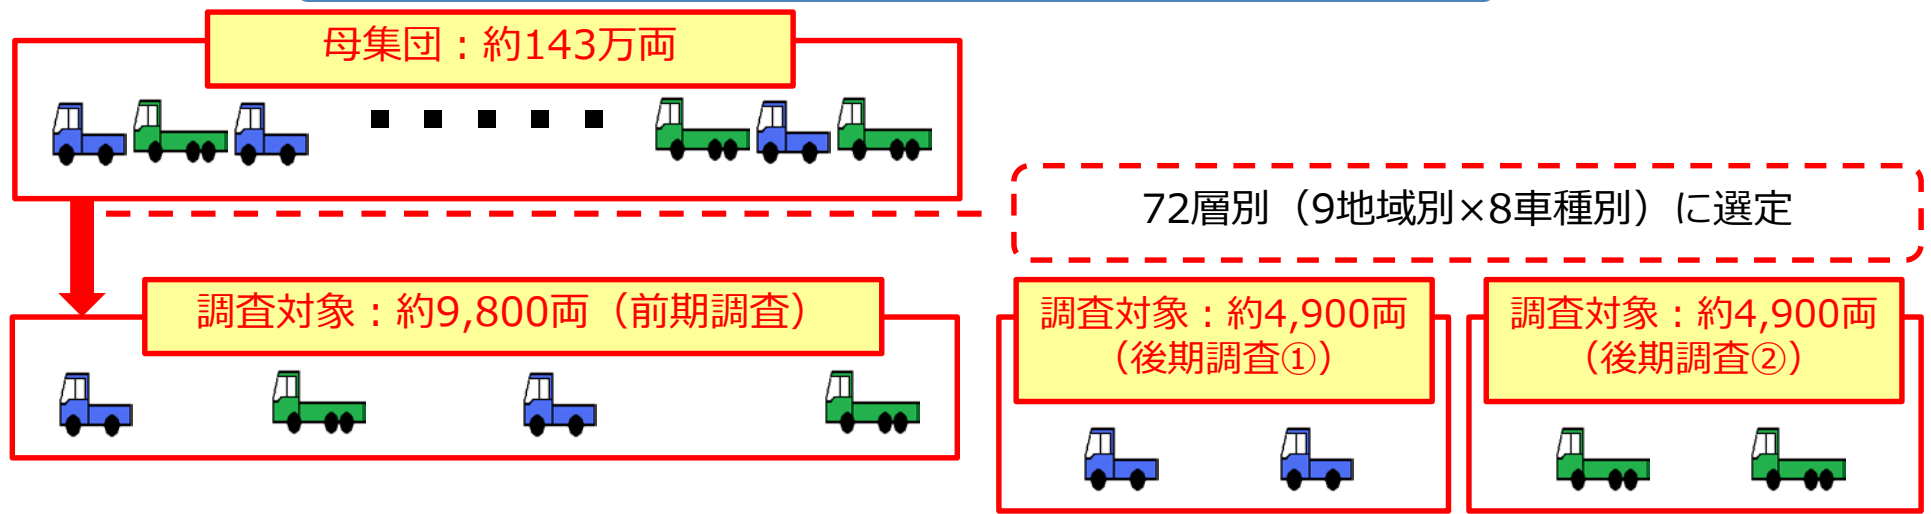 母集団：約143万両
72層別（9地域別×8車種別）に選定
調査対象：約9,800両（前期調査）
調査対象：約4,900両
（後期調査①）
調査対象：約4,900両
（後期調査②）